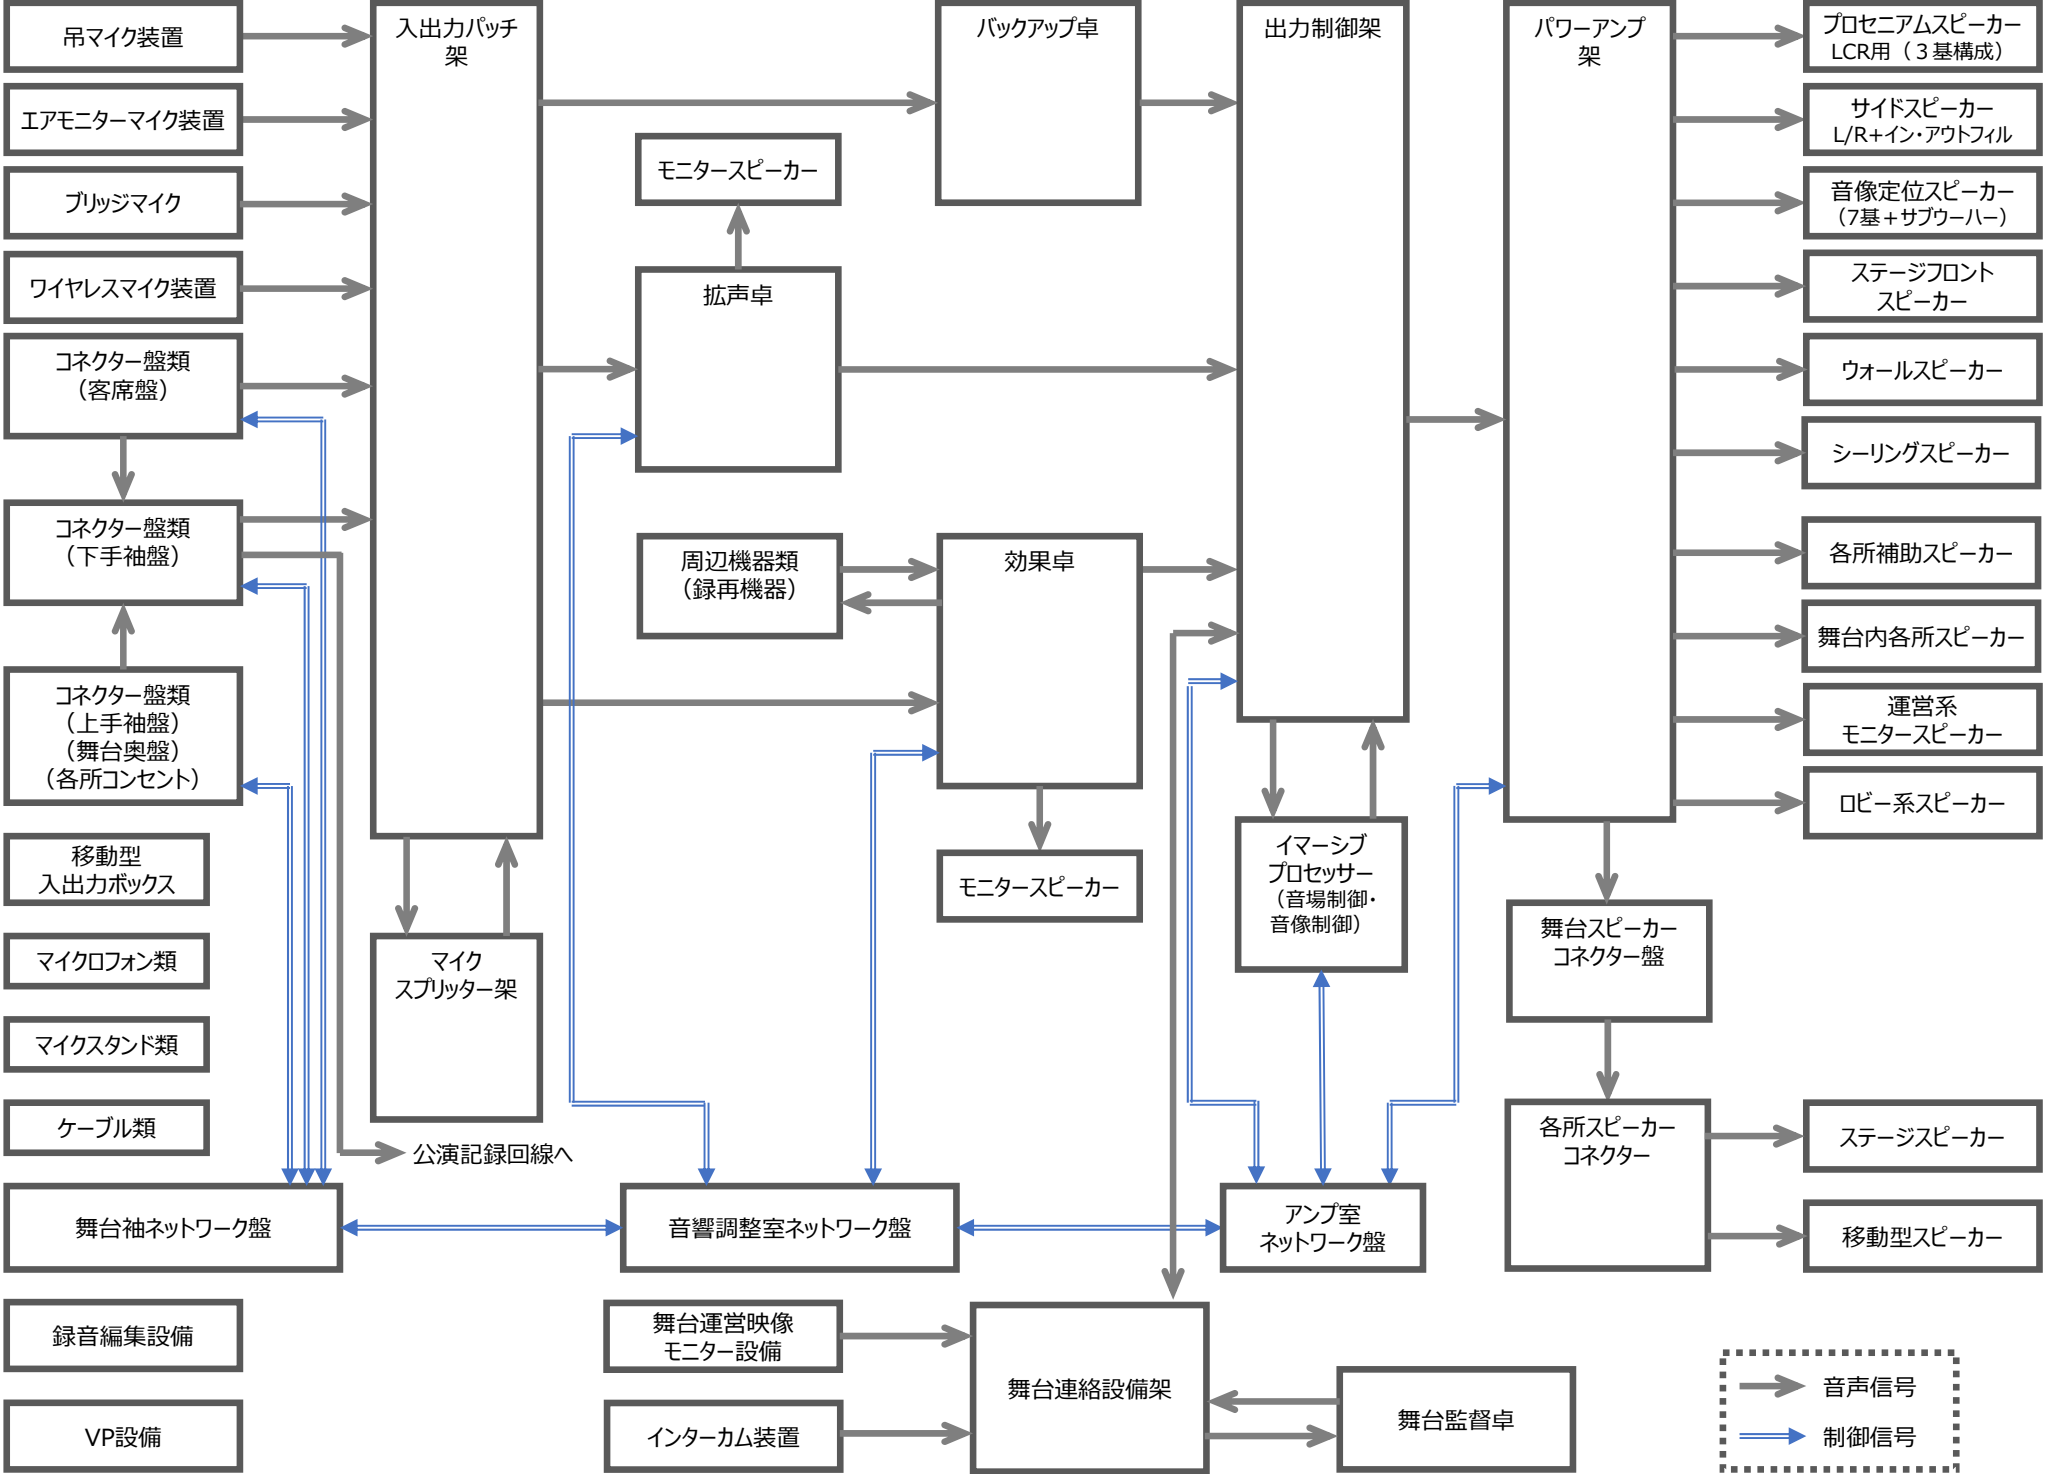 吊マイク装置
エアモニターマイク装置
ブリッジマイク
ワイヤレスマイク装置
コネクター盤類
（客席盤）
コネクター盤類
（下手袖盤）
コネクター盤類
（上手袖盤）
（舞台奥盤）
（各所コンセント）
移動型
入出力ボックス
マイクロフォン類
マイクスタンド類
ケーブル類
舞台袖ネットワーク盤
録音編集設備
VP設備
入出力パッチ
架
マイク
スプリッター架
公演記録回線へ
モニタースピーカー
拡声卓
周辺機器類
（録再機器）
音響調整室ネットワーク盤
舞台運営映像
モニター設備
インターカム装置
バックアップ卓
効果卓
モニタースピーカー
舞台連絡設備架
出力制御架
イマーシブ
プロセッサー
（音場制御・
音像制御）
アンプ室
ネットワーク盤
舞台監督卓
パワーアンプ
架
舞台スピーカー
コネクター盤
各所スピーカー
コネクター
プロセニアムスピーカー
LCR用（３基構成）
サイドスピーカー
L/R+イン・アウトフィル
音像定位スピーカー
（7基＋サブウーハー）
ステージフロント
スピーカー
ウォールスピーカー
シーリングスピーカー
各所補助スピーカー
舞台内各所スピーカー
運営系
モニタースピーカー
ロビー系スピーカー
ステージスピーカー
移動型スピーカー
音声信号
制御信号